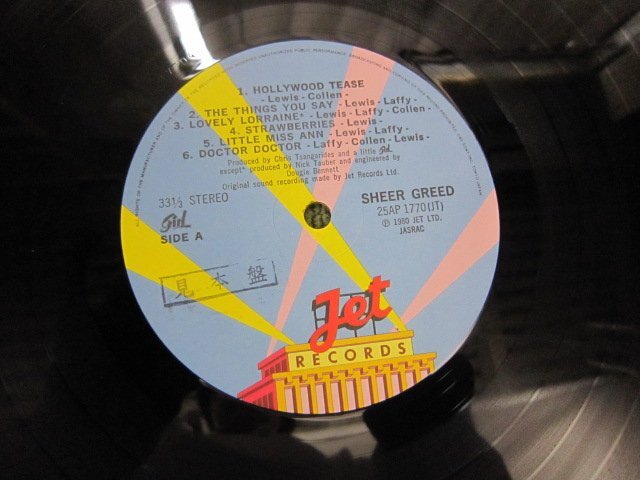 1. HOLLYWOOD TEASE
- Lewis - Collen -
2. THE THINGS YOU SAY - Lewis - Laffy -
3. LOVELY LORRAINE* - Lewis - Laffy - Collen -
4. STRAWBERRIES - Lewis -
5. LITTLE MISS ANN - Lewis - Laffy -
6. DOCTOR DOCTOR - Laffy - Collen - Lewis -
Produced by Chris Tsangarides and a little Girl
except* produced by Nick Tauber and engineered by
Dougie Bennett
Original sound recording made by Jet Records Ltd.
33⅓ STEREO
Girl
SIDE A
SHEER GREED
25AP 1770(JT)
Ⓟ 1980 JET LTD.
JASRAC
見本盤
Jet
RECORDS